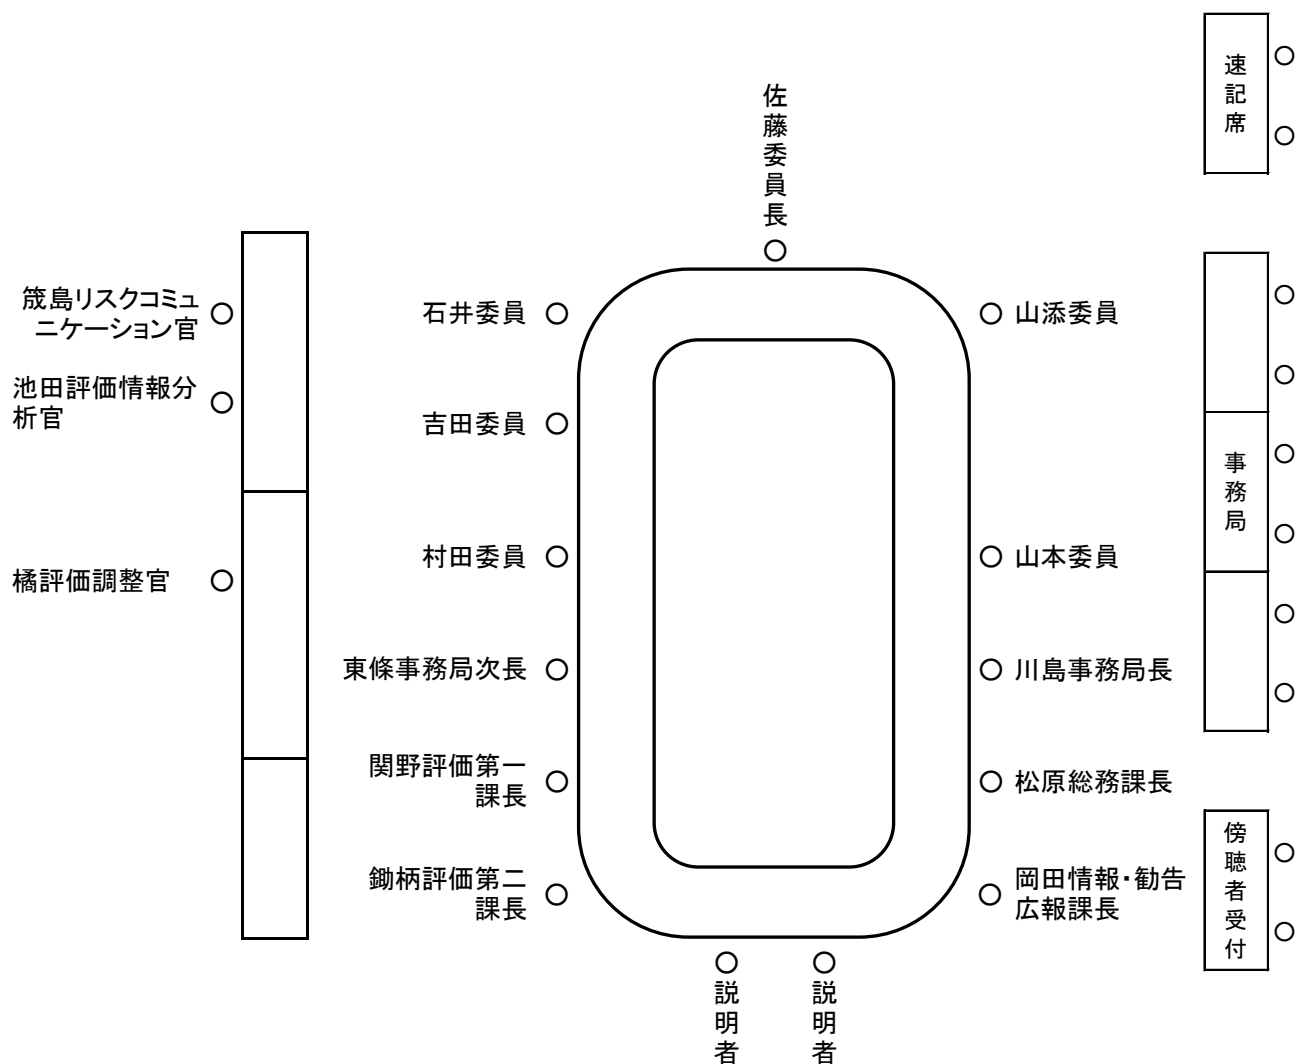 速記席
佐藤委員長
筬島リスクコミュ
ニケーション官
石井委員
山添委員
池田評価情報分
析官
吉田委員
事務局
村田委員
山本委員
橘評価調整官
東條事務局次長
川島事務局長
関野評価第一
課長
松原総務課長
鋤柄評価第二
課長
岡田情報・勧告
広報課長
傍聴者受付
説明者
説明者